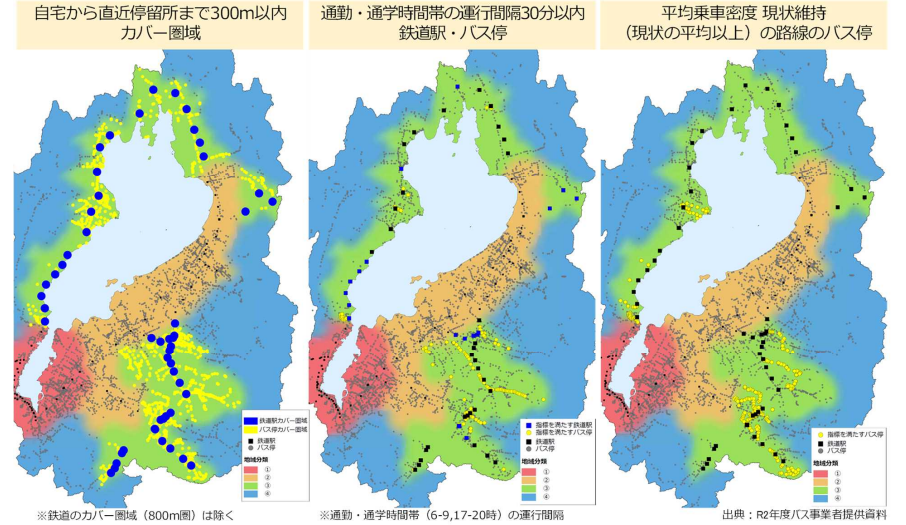 自宅から直近停留所まで300m以内
カバー圏域
鉄道駅カバー圏域
バス停カバー圏域
鉄道駅
バス停
地域分類
①
②
③
④
※鉄道のカバー圏域（800m圏）は除く
通勤・通学時間帯の運行間隔30分以内
鉄道駅・バス停
指標を満たす鉄道駅
指標を満たすバス停
鉄道駅
バス停
地域分類
①
②
③
④
※通勤・通学時間帯（6-9,17-20時）の運行間隔
平均乗車密度 現状維持
（現状の平均以上）の路線のバス停
指標を満たすバス停
鉄道駅
バス停
地域分類
①
②
③
④
出典：R2年度バス事業者提供資料